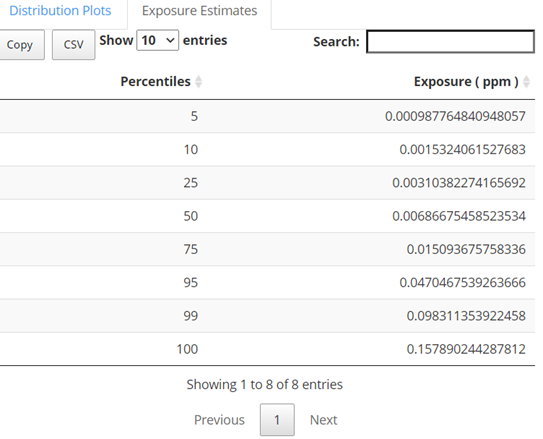 Distribution Plots Exposure Estimates
Copy CSV Show 10 entries Search:
Percentiles Exposure ( ppm )
5 0.000987764840948057
10 0.0015324061527683
25 0.00310382274165692
50 0.00686675458523534
75 0.015093675758336
95 0.0470467539263666
99 0.098311353922458
100 0.157890244287812
Showing 1 to 8 of 8 entries
Previous 1 Next